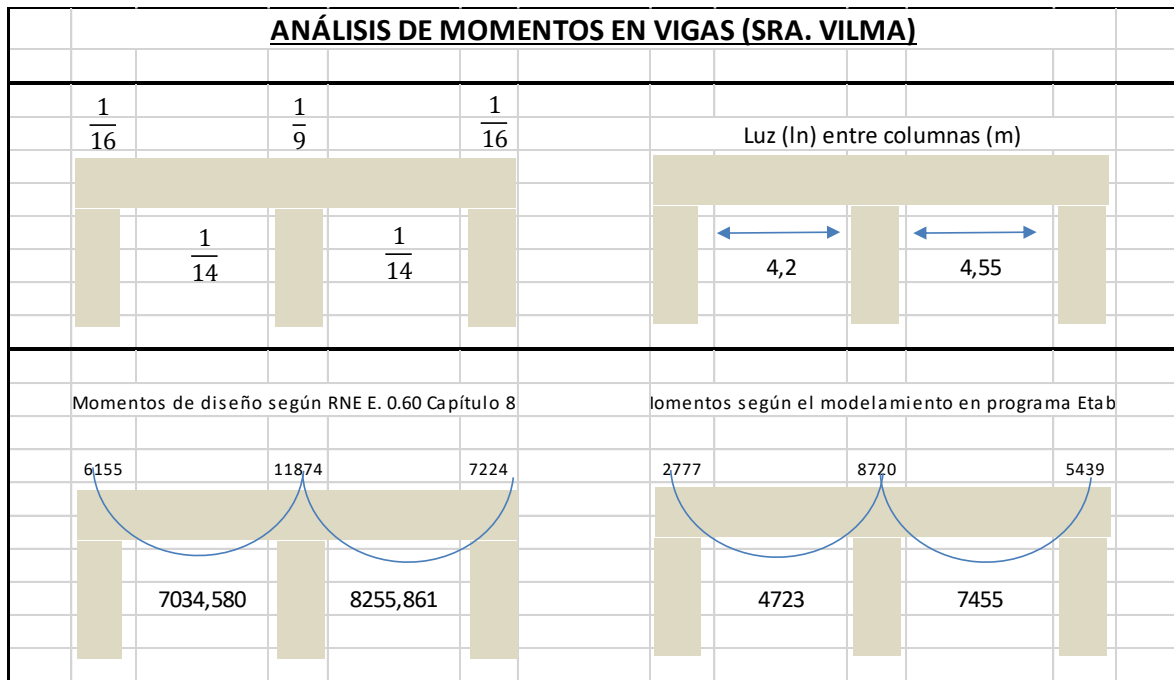 ANÁLISIS DE MOMENTOS EN VIGAS (SRA. VILMA)
1/16 1/9 1/16
1/14 1/14
Luz (ln) entre columnas (m)
4,2 4,55
Momentos de diseño según RNE E. 0.60 Capítulo 8
6155 11874 7224
7034,580 8255,861
lomentos según el modelamiento en programa Etab
2777 8720 5439
4723 7455